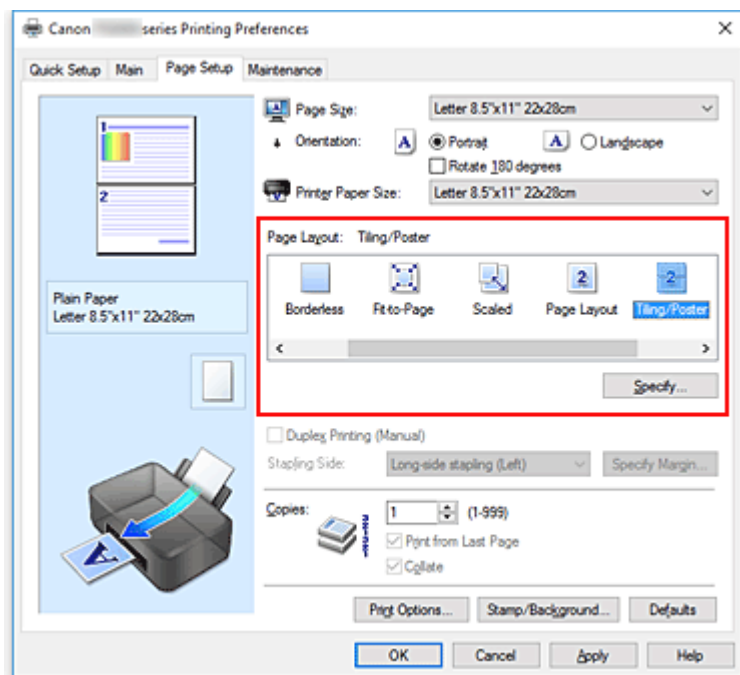 Canon series Printing Preferences
Quick Setup Main Page Setup Maintenance
1
2
Plain Paper
Letter 8.5"x11" 22x28cm
A
Page Size: Letter 8.5"x11" 22x28cm
Orientation: A Portrait A Landscape
Rotate 180 degrees
Printer Paper Size: Letter 8.5"x11" 22x28cm
Page Layout: Tiling/Poster
2 2
Borderless Fit-to-Page Scaled Page Layout Tiling/Poster
Specify...
Duplex Printing (Manual)
Stapling Side: Long-side stapling (Left) Specify Margin...
Copies: 1 (1-999)
Print from Last Page
Collate
Print Options... Stamp/Background... Defaults
OK Cancel Apply Help